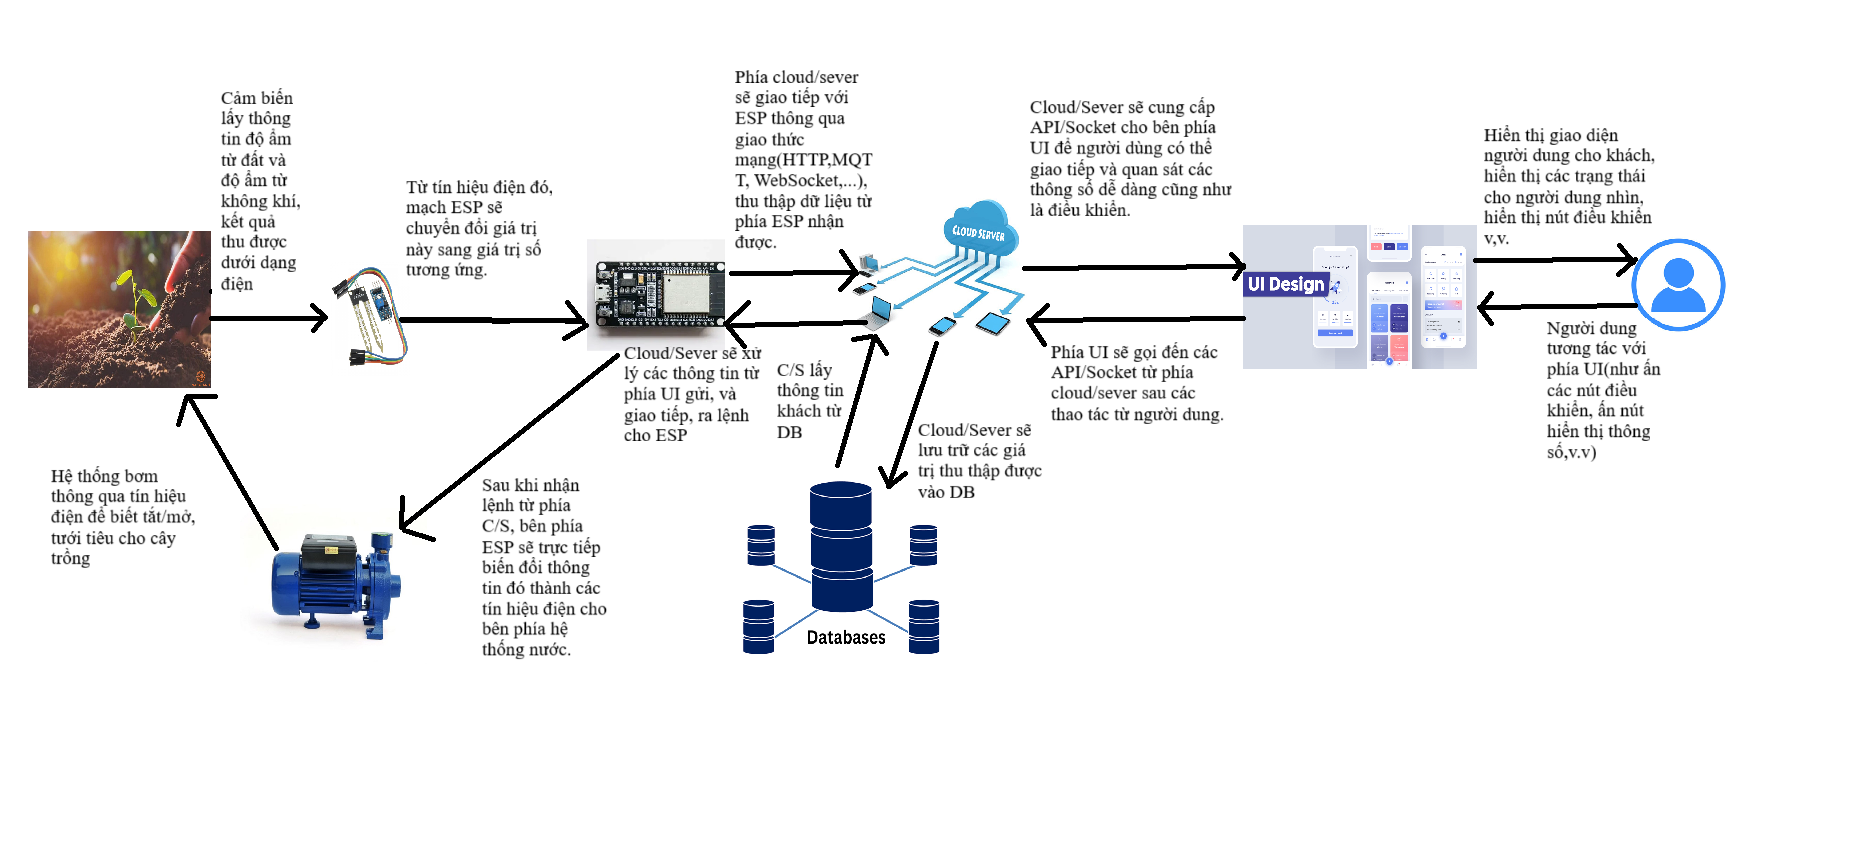 Cảm biến
lấy thông
tin độ ẩm
từ đất và
độ ẩm từ
không khí,
kết quả
thu được
dưới dạng
điện
Từ tín hiệu điện đó,
mạch ESP sẽ
chuyển đổi giá trị
này sang giá trị số
tương ứng.
Phía cloud/sever
sẽ giao tiếp với
ESP thông qua
giao thức
mạng(HTTP,MQT
T, WebSocket,...),
thu thập dữ liệu từ
phía ESP nhận
được.
CLOUD SERVER
Cloud/Sever sẽ cung cấp
API/Socket cho bên phía
UI để người dùng có thể
giao tiếp và quan sát các
thông số dễ dàng cũng như
là điều khiển.
UI Design
Hiển thị giao diện
người dung cho khách,
hiển thị các trạng thái
cho người dung nhìn,
hiển thị nút điều khiển
v,v.
Người dung
tương tác với
phía UI(như ấn
các nút điều
khiển, ấn nút
hiển thị thông
số,v.v)
Phía UI sẽ gọi đến các
API/Socket từ phía
cloud/sever sau các
thao tác từ người dung.
Cloud/Sever sẽ xử
lý các thông tin từ
phía UI gửi, và
giao tiếp, ra lệnh
cho ESP
C/S lấy
thông tin
khách từ
DB
Cloud/Sever sẽ
lưu trữ các giá
trị thu thập được
vào DB
Databases
Sau khi nhận
lệnh từ phía
C/S, bên phía
ESP sẽ trực tiếp
biến đổi thông
tin đó thành các
tín hiệu điện cho
bên phía hệ
thống nước.
Hệ thống bơm
thông qua tín hiệu
điện để biết tắt/mở,
tưới tiêu cho cây
trồng